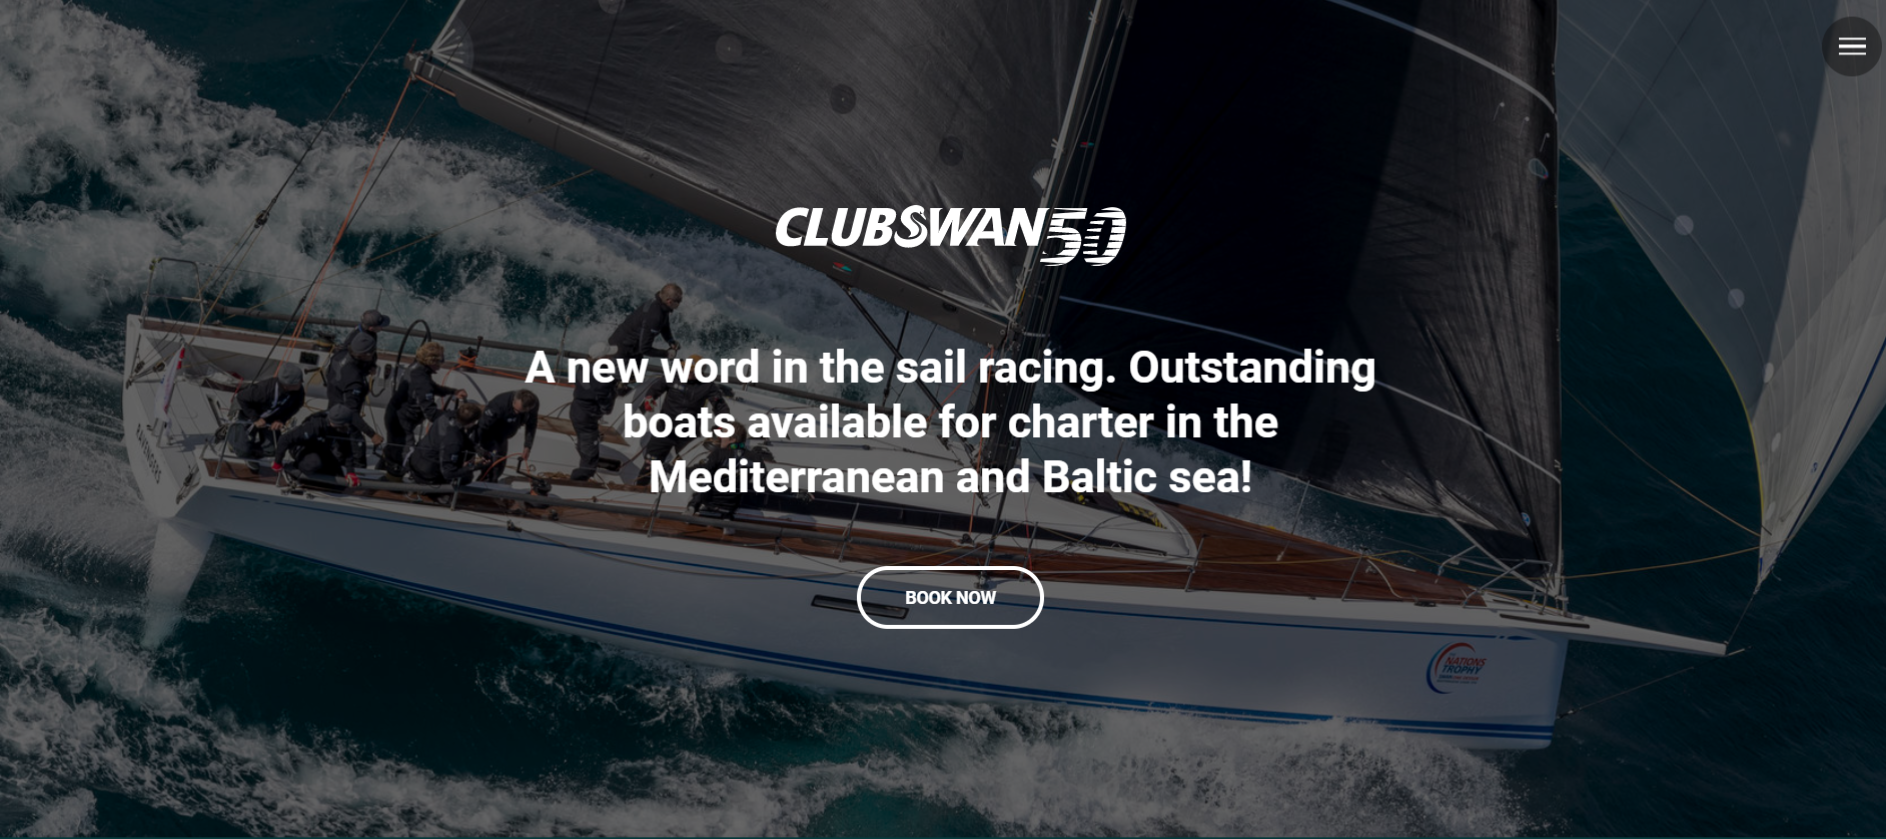 CLUBSWAN50
A new word in the sail racing. Outstanding
boats available for charter in the
Mediterranean and Baltic sea!
BOOK NOW
NATIONS
TROPHY